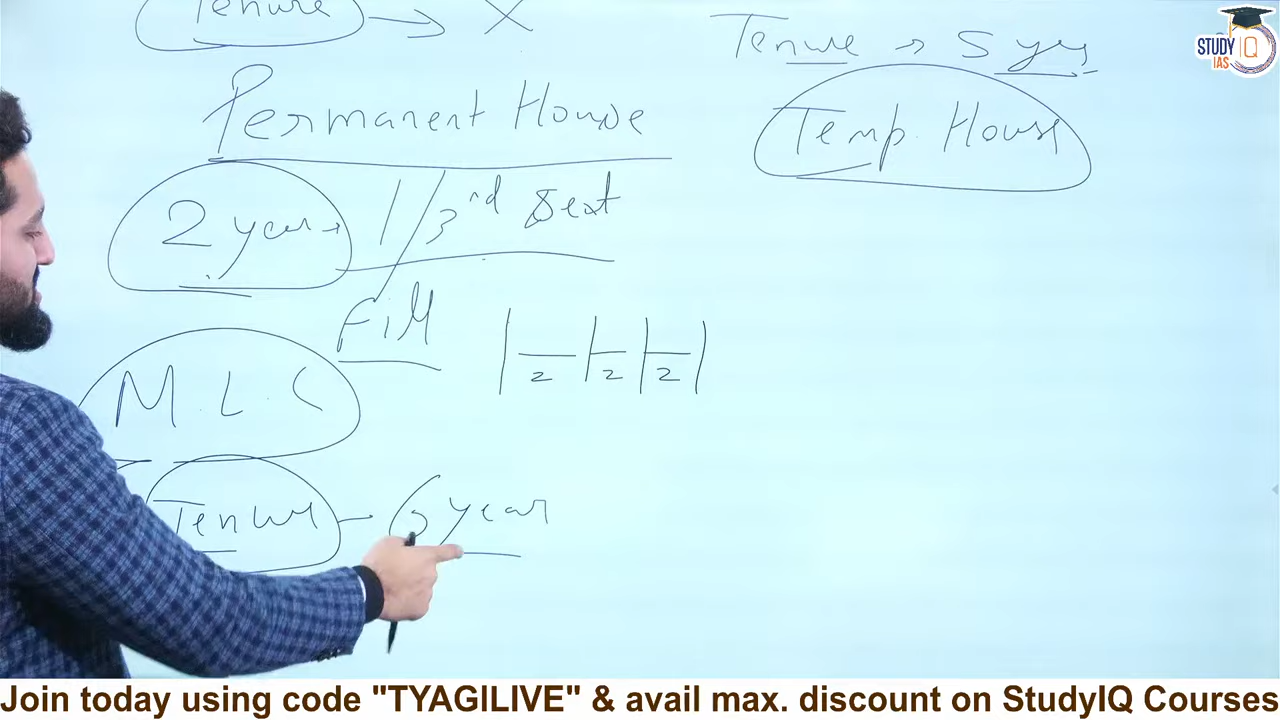 Tenure → X
Permanent House
2 year → 1/3rd Seat
Fill
2 2 2
M.L.C
Tenure - 6 year
Tenure → 5 yrs
Temp. House
STUDY IQ
IAS
Join today using code "TYAGILIVE" & avail max. discount on StudyIQ Courses